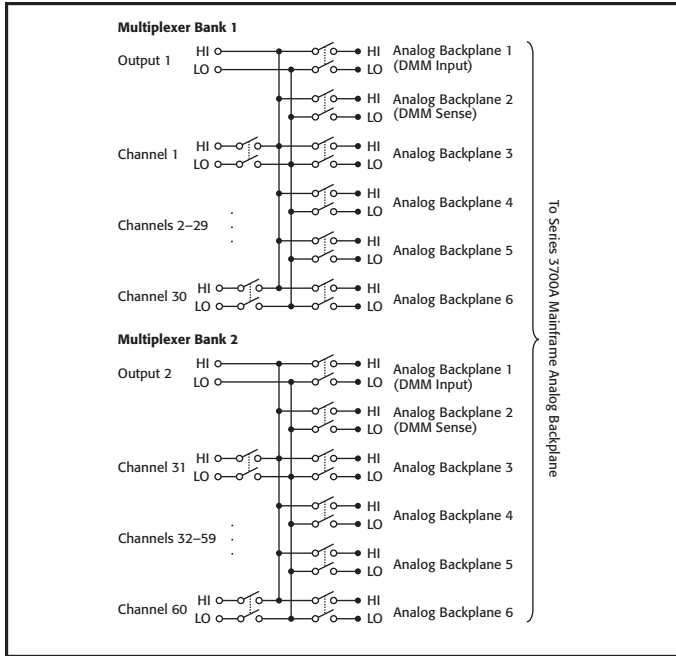 Multiplexer Bank 1
Output 1
HI
LO
HI
LO
Analog Backplane 1
(DMM Input)
HI
LO
Analog Backplane 2
(DMM Sense)
Channel 1
HI
LO
HI
LO
Analog Backplane 3
HI
LO
Analog Backplane 4
Channels 2–29
HI
LO
Analog Backplane 5
Channel 30
HI
LO
HI
LO
Analog Backplane 6
Multiplexer Bank 2
Output 2
HI
LO
HI
LO
Analog Backplane 1
(DMM Input)
HI
LO
Analog Backplane 2
(DMM Sense)
Channel 31
HI
LO
HI
LO
Analog Backplane 3
HI
LO
Analog Backplane 4
Channels 32–59
HI
LO
Analog Backplane 5
Channel 60
HI
LO
HI
LO
Analog Backplane 6
To Series 3700A Mainframe Analog Backplane